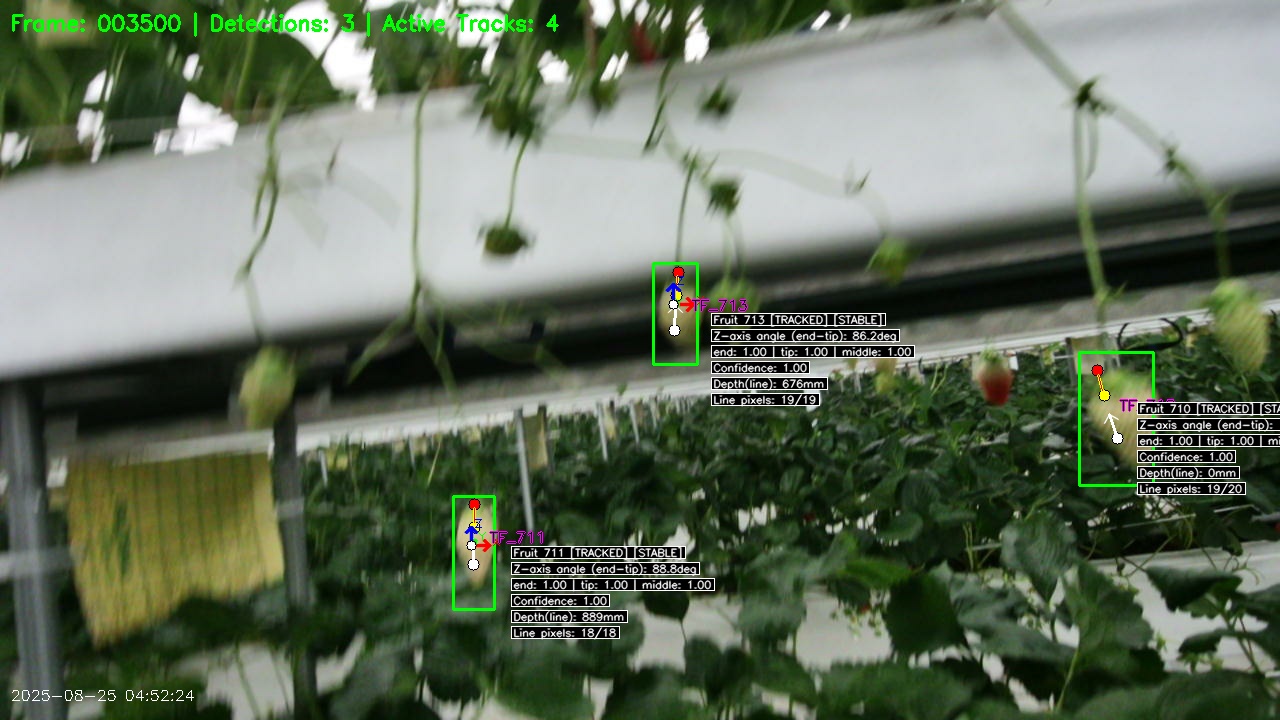 Frame: 003500 | Detections: 3 | Active Tracks: 4
TF_713
Fruit 713 [TRACKED] [STABLE]
Z-axis angle (end-tip): 86.2deg
end: 1.00 | tip: 1.00 | middle: 1.00
Confidence: 1.00
Depth(line): 676mm
Line pixels: 19/19
Fruit 710 [TRACKED] [STA
Z-axis angle (end-tip):
end: 1.00 | tip: 1.00 | mi
Confidence: 1.00
Depth(line): 0mm
Line pixels: 19/20
Z
TF_711
Fruit 711 [TRACKED] [STABLE]
Z-axis angle (end-tip): 88.8deg
end: 1.00 | tip: 1.00 | middle: 1.00
Confidence: 1.00
Depth(line): 889mm
Line pixels: 18/18
2025-08-25 04:52:24